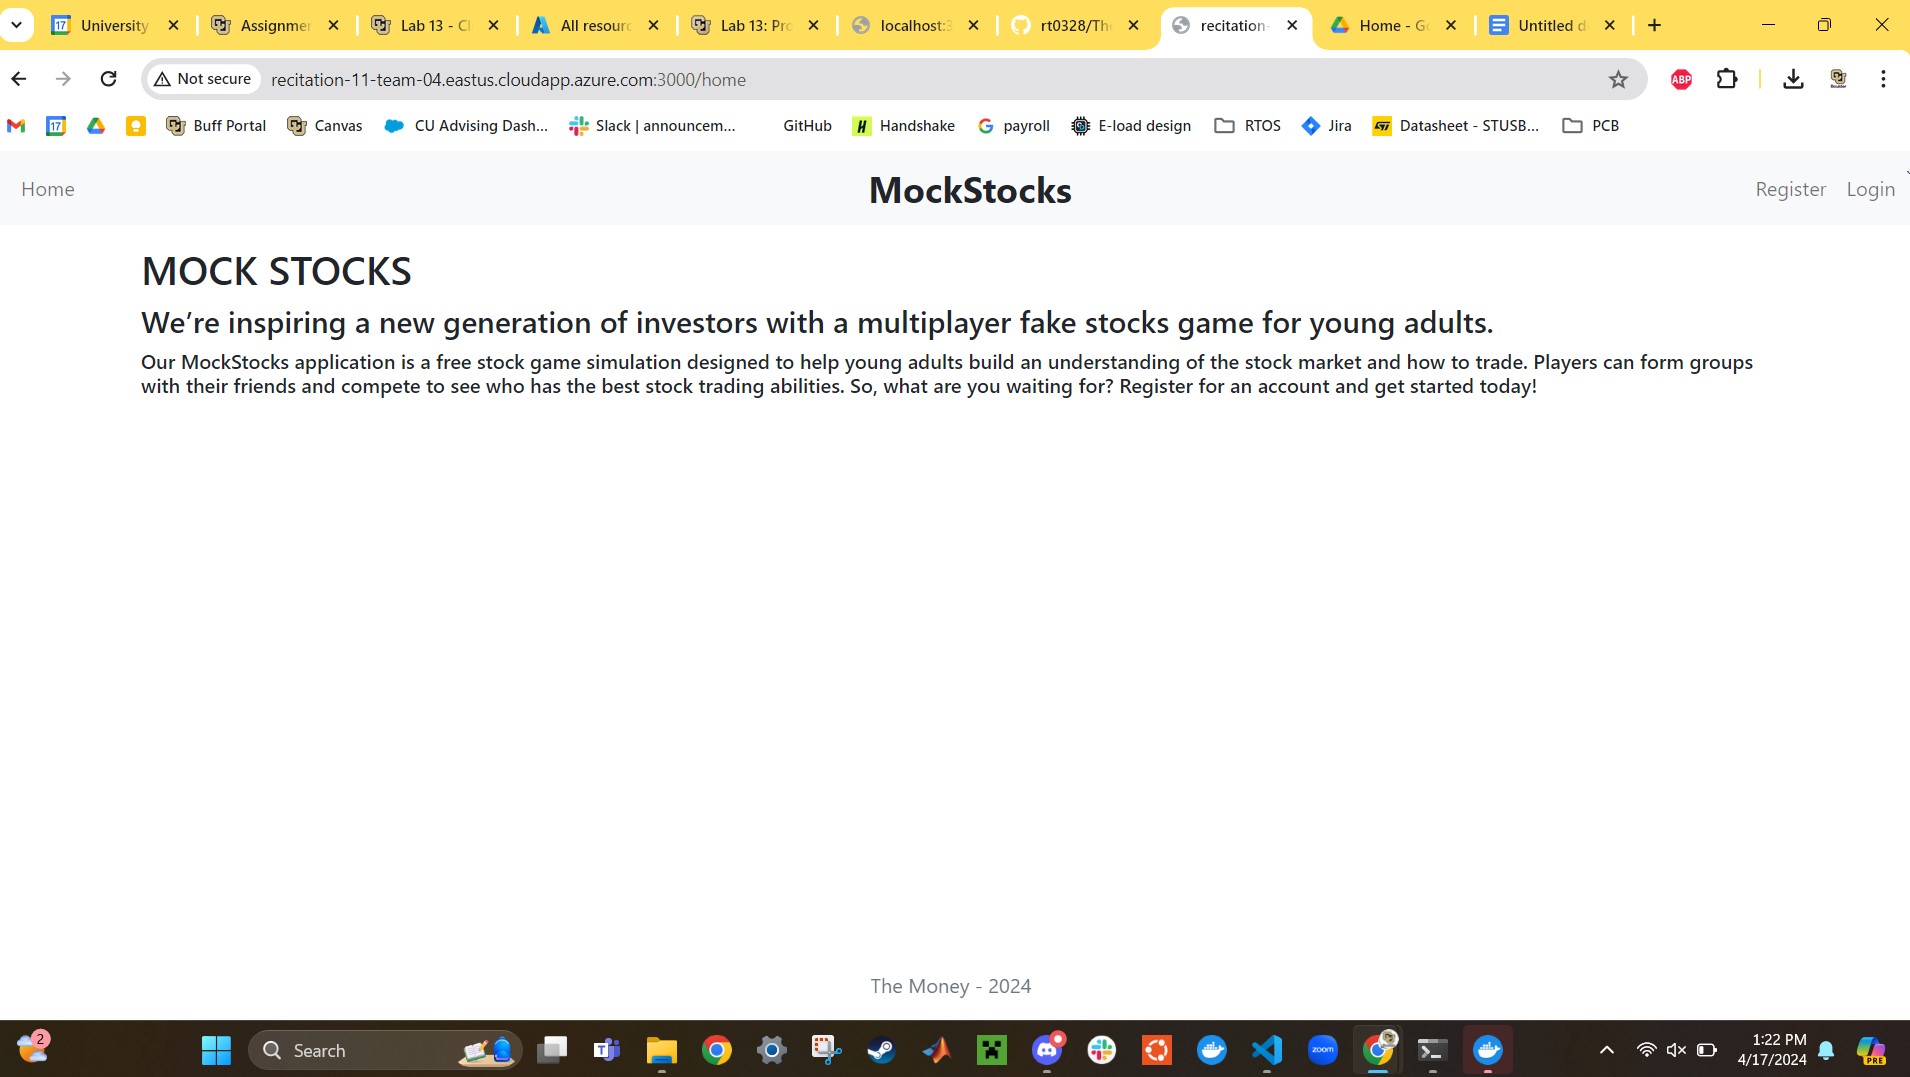 University
Assignmer
Lab 13 - Cl
All resourc
Lab 13: Pro
localhost:3
rt0328/The
recitation-
Home - Go
Untitled d
Not secure
recitation-11-team-04.eastus.cloudapp.azure.com:3000/home
ABP
17
Buff Portal
Canvas
CU Advising Dash...
Slack | announcem...
GitHub
Handshake
payroll
E-load design
RTOS
Jira
Datasheet - STUSB...
PCB
Home
MockStocks
Register
Login
MOCK STOCKS
We’re inspiring a new generation of investors with a multiplayer fake stocks game for young adults.
Our MockStocks application is a free stock game simulation designed to help young adults build an understanding of the stock market and how to trade. Players can form groups
with their friends and compete to see who has the best stock trading abilities. So, what are you waiting for? Register for an account and get started today!
The Money - 2024
2
Search
zoom
1:22 PM
4/17/2024
PRE